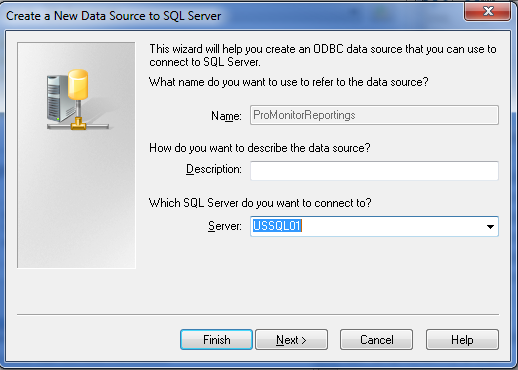 Create a New Data Source to SQL Server
This wizard will help you create an ODBC data source that you can use to
connect to SQL Server.
What name do you want to use to refer to the data source?
Name: ProMonitorReportings
How do you want to describe the data source?
Description:
Which SQL Server do you want to connect to?
Server: USSQL01
Finish Next > Cancel Help